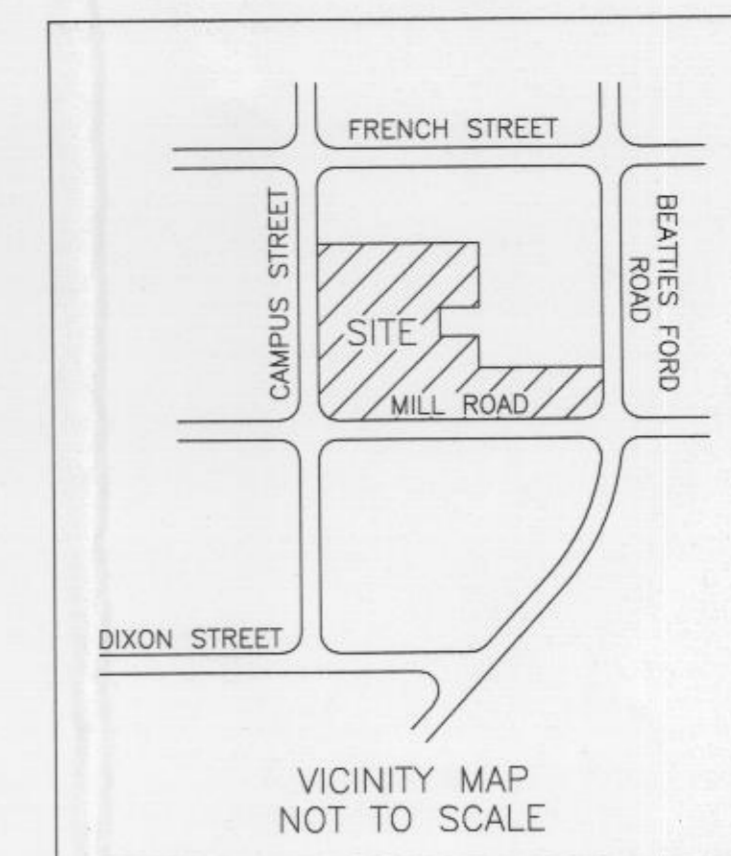 FRENCH STREET
CAMPUS STREET
BEATTIES FORD
ROAD
SITE
MILL ROAD
DIXON STREET
VICINITY MAP
NOT TO SCALE